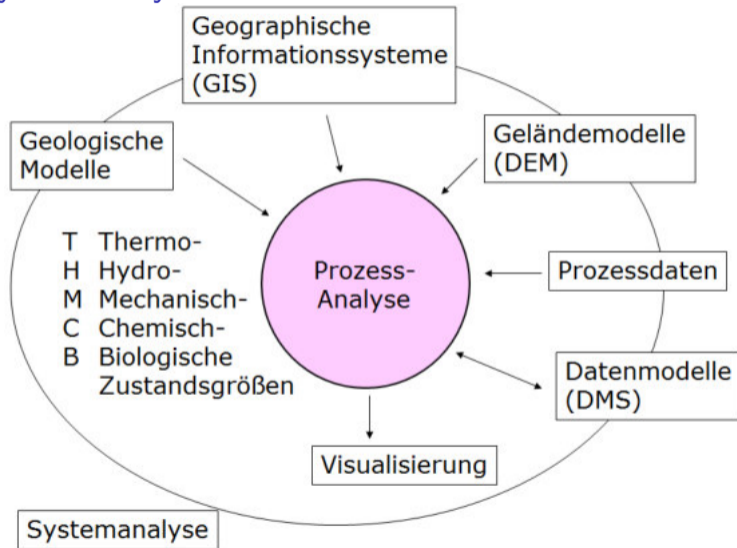 Geographische
Informationssysteme
(GIS)
Geologische
Modelle
Geländemodelle
(DEM)
T Thermo-
H Hydro-
M Mechanisch-
C Chemisch-
B Biologische
Zustandsgrößen
Prozess-
Analyse
Prozessdaten
Datenmodelle
(DMS)
Visualisierung
Systemanalyse